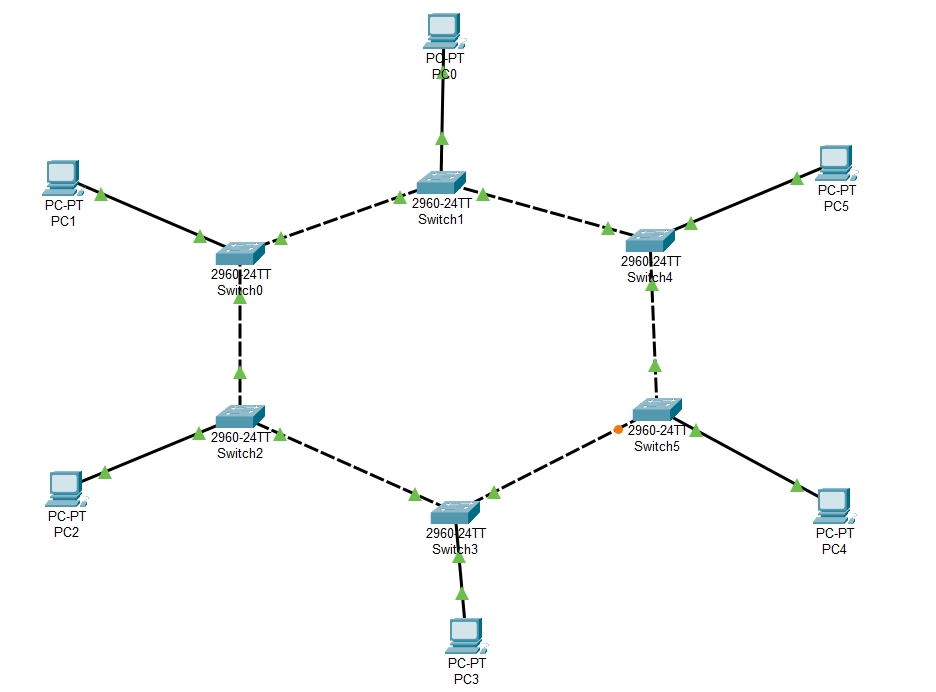 PC-PT
PC0
PC-PT
PC1
2960-24TT
Switch1
PC-PT
PC5
2960-24TT
Switch0
2960-24TT
Switch4
2960-24TT
Switch2
2960-24TT
Switch5
PC-PT
PC2
2960-24TT
Switch3
PC-PT
PC4
PC-PT
PC3